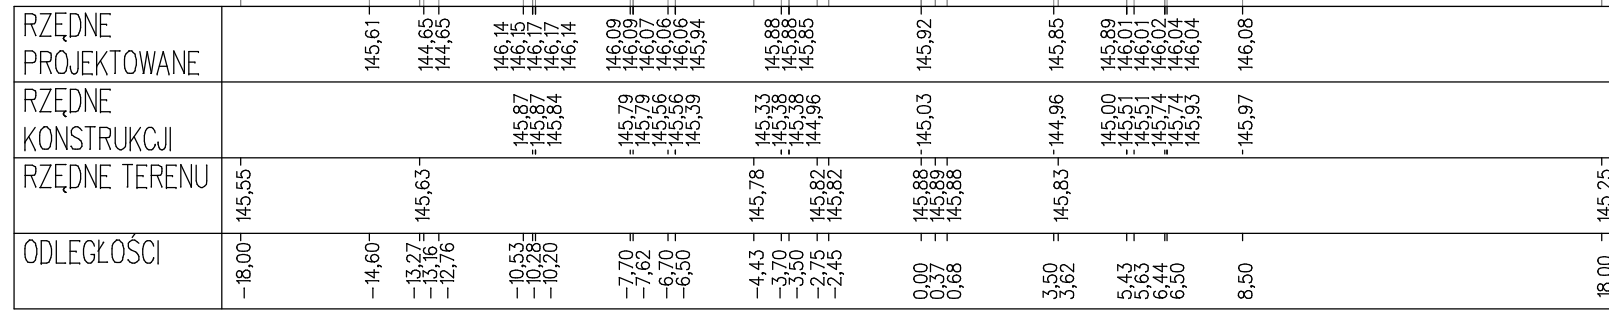 RZĘDNE
PROJEKTOWANE
145,61 144,65 144,65 146,14 146,15 146,17 146,17 146,14 146,09 146,09 146,07 146,06 146,06 145,94 145,88 145,88 145,85 145,92 145,85 145,89 146,01 146,01 146,02 146,04 146,04 146,08
RZĘDNE
KONSTRUKCJI
145,87 145,87 145,84 145,79 145,79 145,56 145,56 145,39 145,33 145,38 145,38 144,96 145,03 144,96 145,00 145,51 145,51 145,74 145,74 145,93 145,97
RZĘDNE TERENU
145,55 145,63 145,78 145,82 145,82 145,88 145,89 145,88 145,83 145,25
ODLEGŁOŚCI
-18,00 -14,60 -13,27 -13,16 -12,76 -10,53 -10,28 -10,20 -7,70 -7,62 -6,70 -6,50 -4,43 -3,70 -3,50 -2,75 -2,45 0,00 0,37 0,68 3,50 3,62 5,43 5,63 6,44 6,50 8,50 18,00